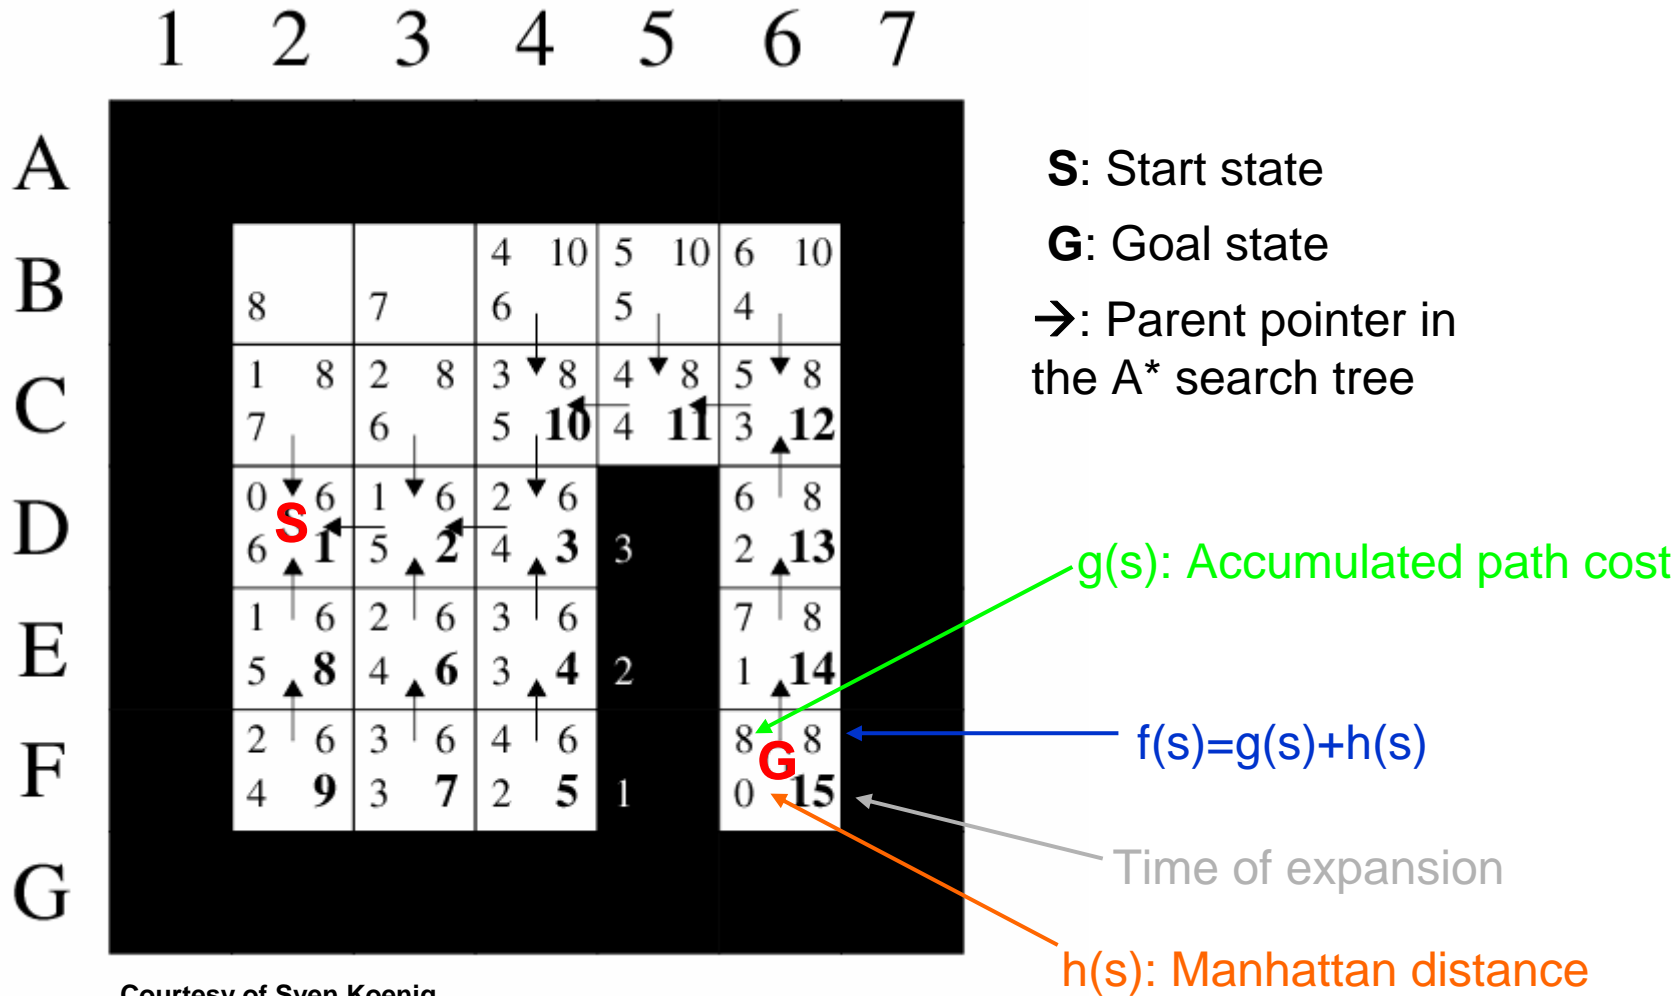 1 2 3 4 5 6 7
A
B
4 10 5 10 6 10
8 7 6 5 4
C
1 8 2 8 3 8 4 8 5 8
7 6 5 10 4 11 3 12
D
0 6 1 6 2 6 6 8
S
6 1 5 2 4 3 3 2 13
E
1 6 2 6 3 6 7 8
5 8 4 6 3 4 2 1 14
F
2 6 3 6 4 6 8 8
G
4 9 3 7 2 5 1 0 15
G
S: Start state
G: Goal state
→: Parent pointer in
the A* search tree
g(s): Accumulated path cost
f(s)=g(s)+h(s)
Time of expansion
h(s): Manhattan distance
Courtesy of Sven Koenig